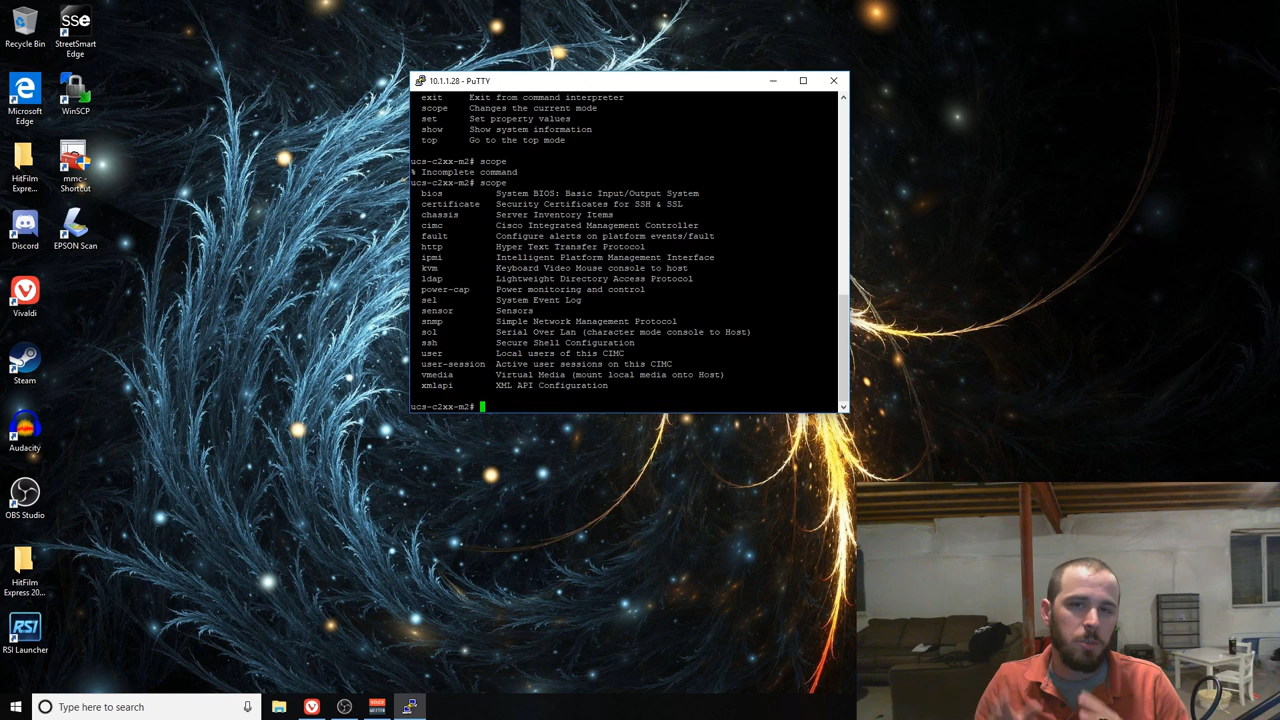 Recycle Bin
sse
StreetSmart
Edge
Microsoft
Edge
WinSCP
HitFilm
Expre...
mmc -
Shortcut
Discord
EPSON Scan
Vivaldi
Steam
Audacity
OBS Studio
HitFilm
Express 20...
RSI
RSI Launcher
10.1.1.28 - PuTTY
exit Exit from command interpreter
scope Changes the current mode
set Set property values
show Show system information
top Go to the top mode
ucs-c2xx-m2# scope
% Incomplete command
ucs-c2xx-m2# scope
bios System BIOS: Basic Input/Output System
certificate Security Certificates for SSH & SSL
chassis Server Inventory Items
cimc Cisco Integrated Management Controller
fault Configure alerts on platform events/fault
http Hyper Text Transfer Protocol
ipmi Intelligent Platform Management Interface
kvm Keyboard Video Mouse console to host
ldap Lightweight Directory Access Protocol
power-cap Power monitoring and control
sel System Event Log
sensor Sensors
snmp Simple Network Management Protocol
sol Serial Over Lan (character mode console to Host)
ssh Secure Shell Configuration
user Local users of this CIMC
user-session Active user sessions on this CIMC
vmedia Virtual Media (mount local media onto Host)
xmlapi XML API Configuration
ucs-c2xx-m2#
Type here to search